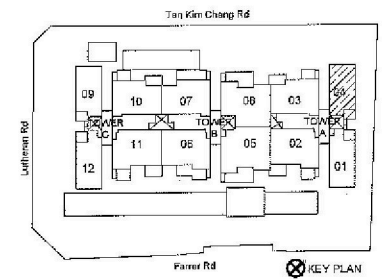 Tan Kim Cheng Rd
09
10
07
06
03
04
TOWER
C
TOWER
B
TOWER
A
12
11
05
02
01
Lutheran Rd
Farrer Rd
KEY PLAN